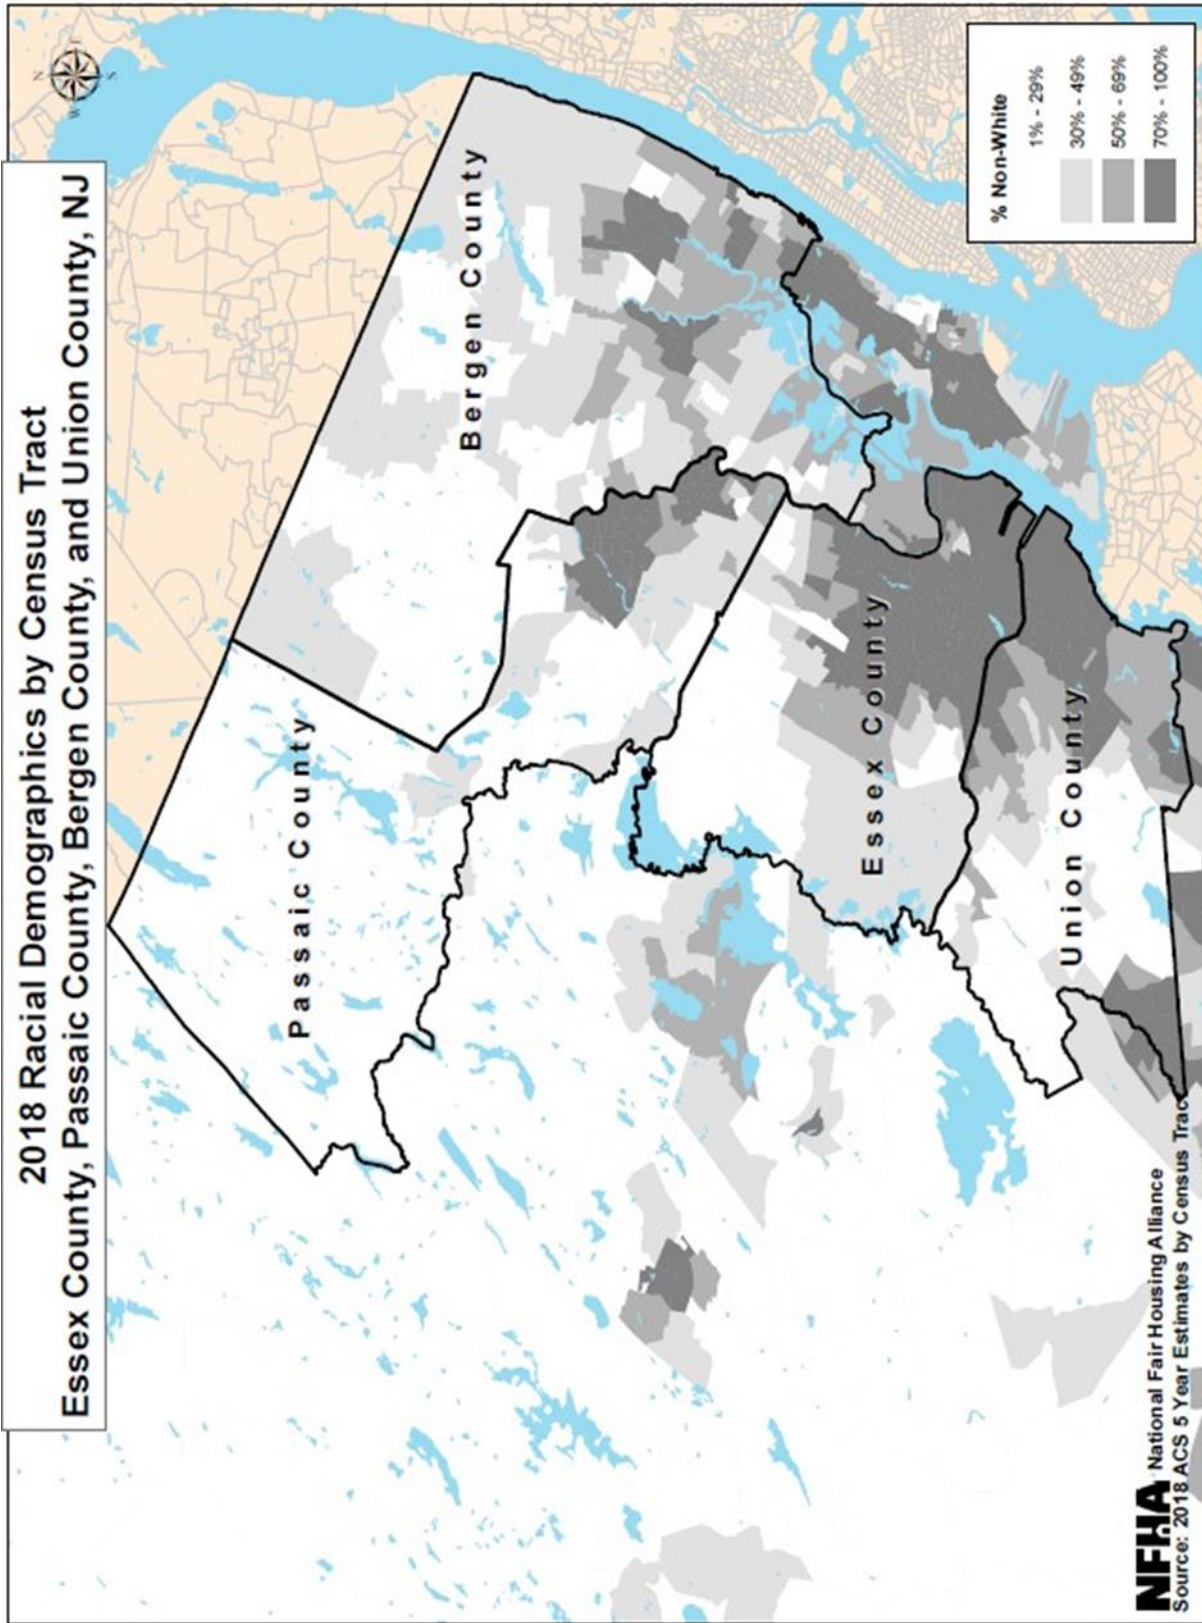 2018 Racial Demographics by Census Tract
Essex County, Passaic County, Bergen County, and Union County, NJ
N
W
E
S
Passaic County
Bergen County
Essex County
Union County
% Non-White
1% - 29%
30% - 49%
50% - 69%
70% - 100%
NFHA National Fair Housing Alliance
Source: 2018 ACS 5 Year Estimates by Census Tract